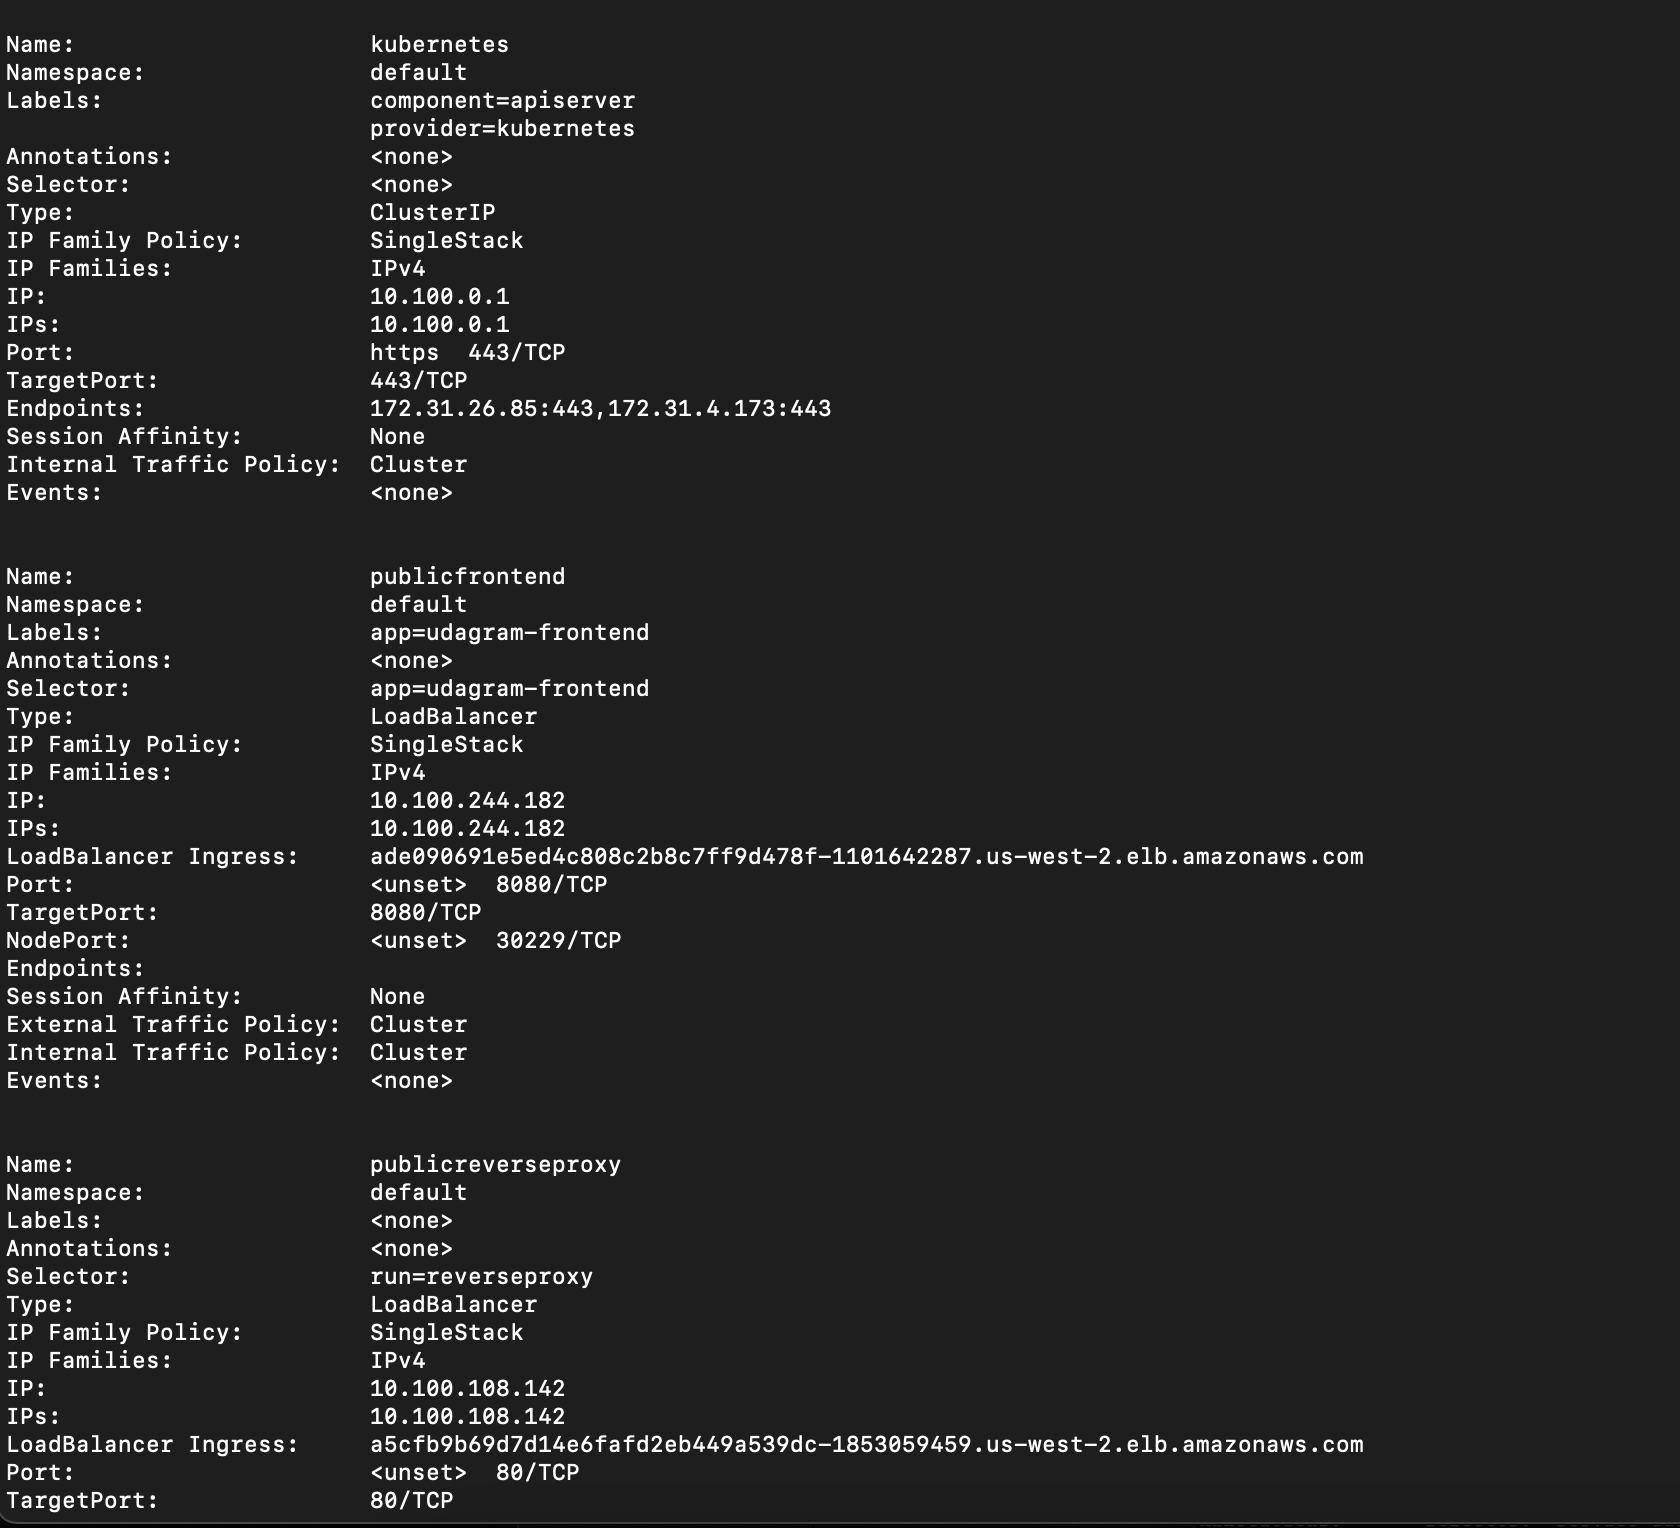 Name:                     kubernetes
Namespace:                default
Labels:                   component=apiserver
                          provider=kubernetes
Annotations:              <none>
Selector:                 <none>
Type:                     ClusterIP
IP Family Policy:         SingleStack
IP Families:              IPv4
IP:                       10.100.0.1
IPs:                      10.100.0.1
Port:                     https  443/TCP
TargetPort:               443/TCP
Endpoints:                172.31.26.85:443,172.31.4.173:443
Session Affinity:         None
Internal Traffic Policy:  Cluster
Events:                   <none>

Name:                     publicfrontend
Namespace:                default
Labels:                   app=udagram-frontend
Annotations:              <none>
Selector:                 app=udagram-frontend
Type:                     LoadBalancer
IP Family Policy:         SingleStack
IP Families:              IPv4
IP:                       10.100.244.182
IPs:                      10.100.244.182
LoadBalancer Ingress:     ade090691e5ed4c808c2b8c7ff9d478f-1101642287.us-west-2.elb.amazonaws.com
Port:                     <unset>  8080/TCP
TargetPort:               8080/TCP
NodePort:                 <unset>  30229/TCP
Endpoints:
Session Affinity:         None
External Traffic Policy:  Cluster
Internal Traffic Policy:  Cluster
Events:                   <none>

Name:                     publicreverseproxy
Namespace:                default
Labels:                   <none>
Annotations:              <none>
Selector:                 run=reverseproxy
Type:                     LoadBalancer
IP Family Policy:         SingleStack
IP Families:              IPv4
IP:                       10.100.108.142
IPs:                      10.100.108.142
LoadBalancer Ingress:     a5cfb9b69d7d14e6fafd2eb449a539dc-1853059459.us-west-2.elb.amazonaws.com
Port:                     <unset>  80/TCP
TargetPort:               80/TCP